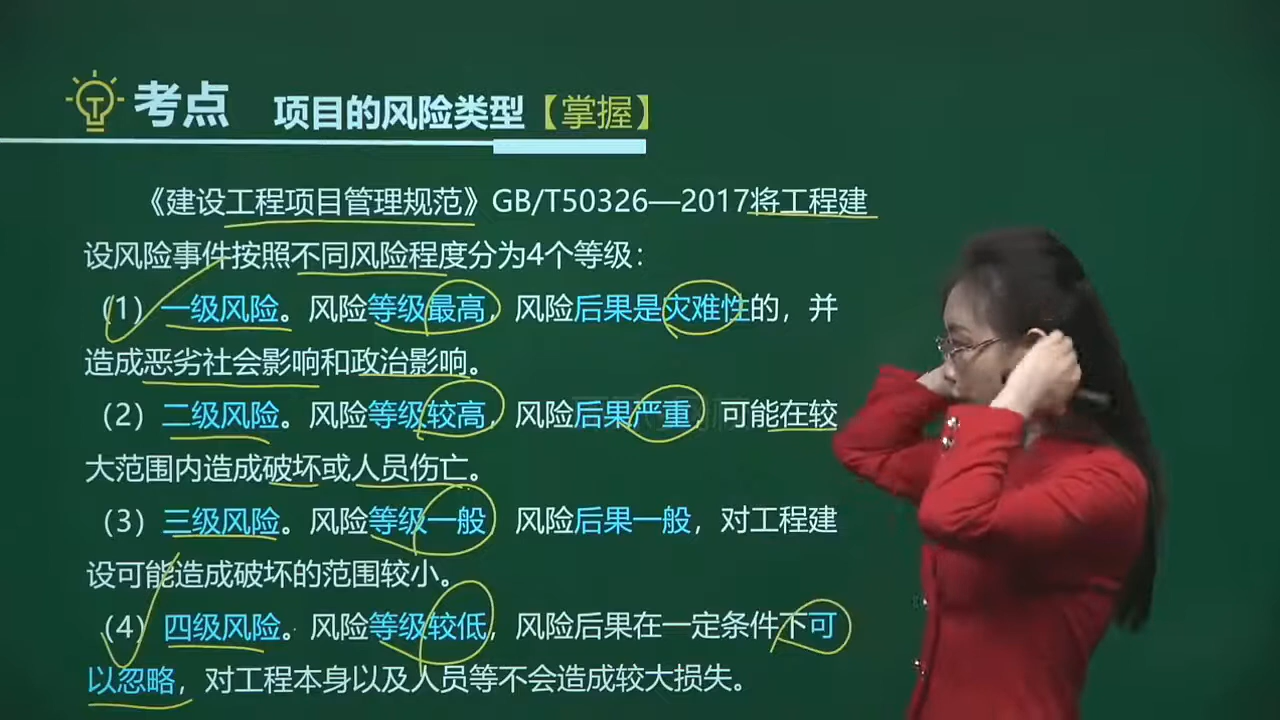 考点 项目的风险类型【掌握】
《建设工程项目管理规范》GB/T50326—2017将工程建
设风险事件按照不同风险程度分为4个等级：
（1）一级风险。风险等级最高，风险后果是灾难性的，并
造成恶劣社会影响和政治影响。
（2）二级风险。风险等级较高，风险后果严重，可能在较
大范围内造成破坏或人员伤亡。
（3）三级风险。风险等级一般，风险后果一般，对工程建
设可能造成破坏的范围较小。
（4）四级风险。风险等级较低，风险后果在一定条件下可
以忽略，对工程本身以及人员等不会造成较大损失。